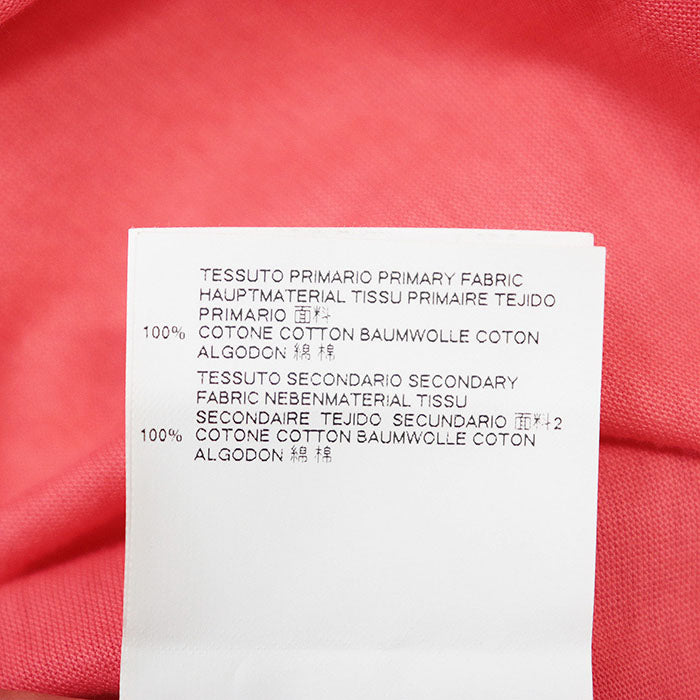 TESSUTO PRIMARIO PRIMARY FABRIC
HAUPTMATERIAL TISSU PRIMAIRE TEJIDO
PRIMARIO 面料
100% COTONE COTTON BAUMWOLLE COTON
ALGODON 綿 棉
TESSUTO SECONDARIO SECONDARY
FABRIC NEBENMATERIAL TISSU
SECONDAIRE TEJIDO SECUNDARIO 面料2
100% COTONE COTTON BAUMWOLLE COTON
ALGODON 綿 棉